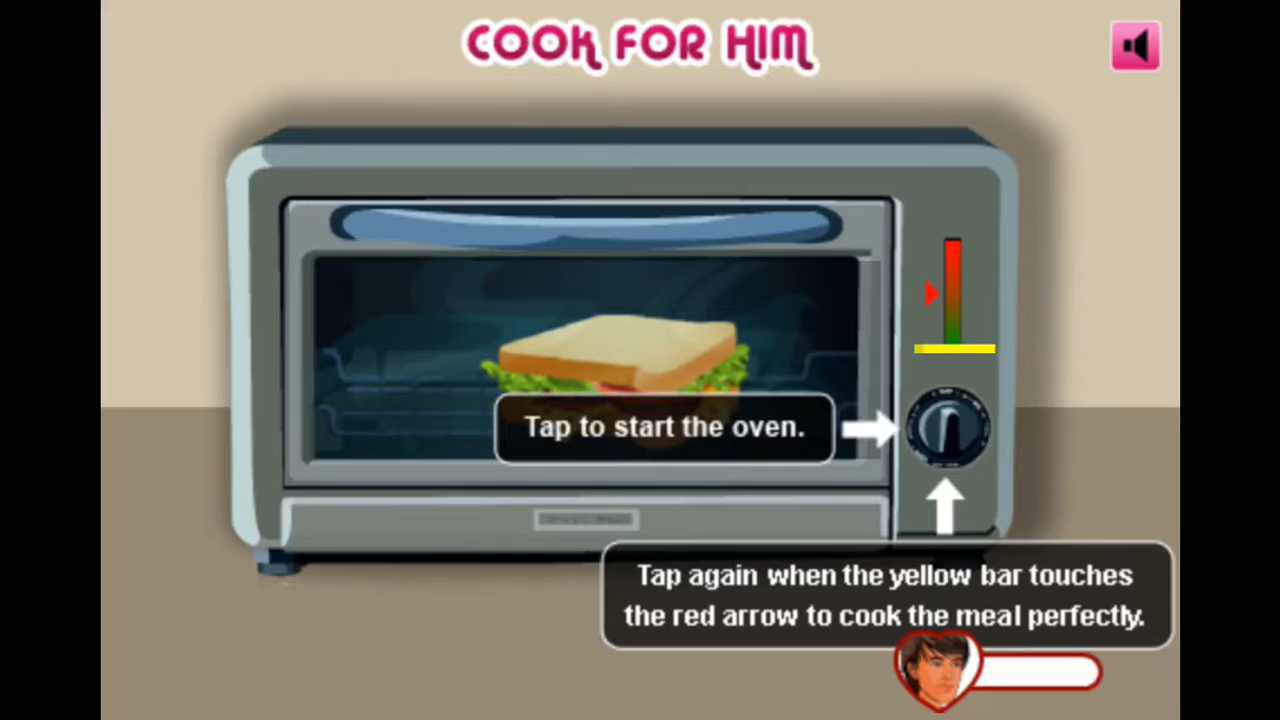 COOK FOR HIM
Tap to start the oven.
Tap again when the yellow bar touches
the red arrow to cook the meal perfectly.